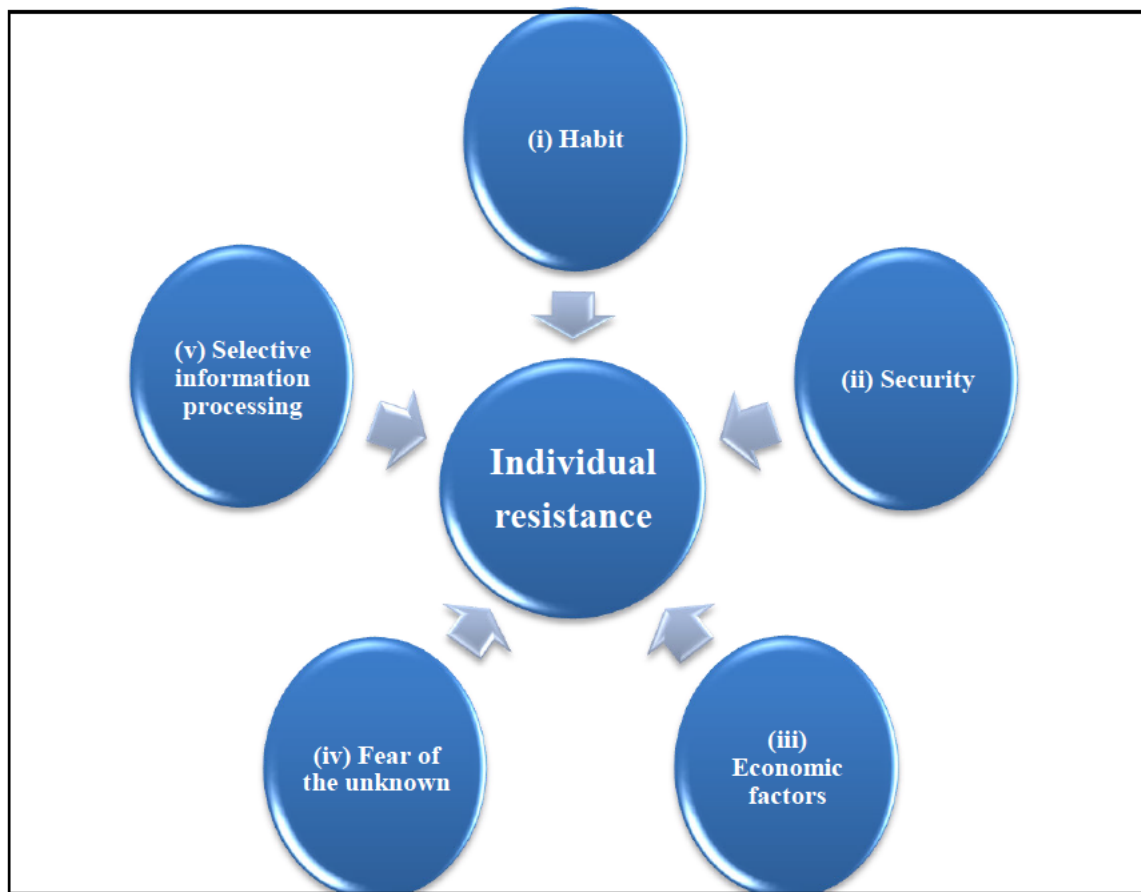 (i) Habit
(ii) Security
(iii)
Economic
factors
(iv) Fear of
the unknown
(v) Selective
information
processing
Individual
resistance